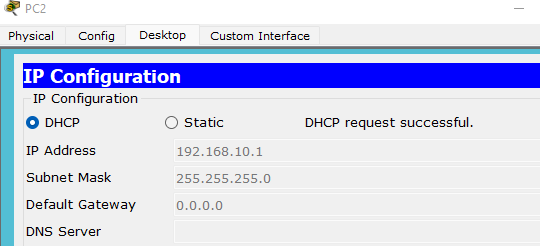 PC2
Physical Config Desktop Custom Interface
IP Configuration
IP Configuration
DHCP Static DHCP request successful.
IP Address 192.168.10.1
Subnet Mask 255.255.255.0
Default Gateway 0.0.0.0
DNS Server